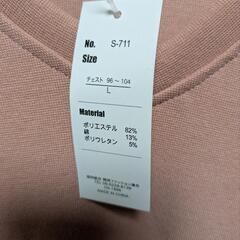 No. S-711
Size
チェスト 96 ～ 104
L
Material
ポリエステル 82%
綿 13%
ポリウレタン 5%
MADE IN CHINA